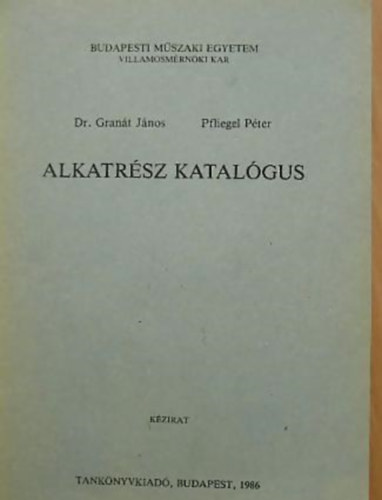 BUDAPESTI MŰSZAKI EGYETEM
VILLAMOSMÉRNÖKI KAR
Dr. Granát János Pfliegel Péter
ALKATRÉSZ KATALÓGUS
KÉZIRAT
TANKÖNYVKIADÓ, BUDAPEST, 1986